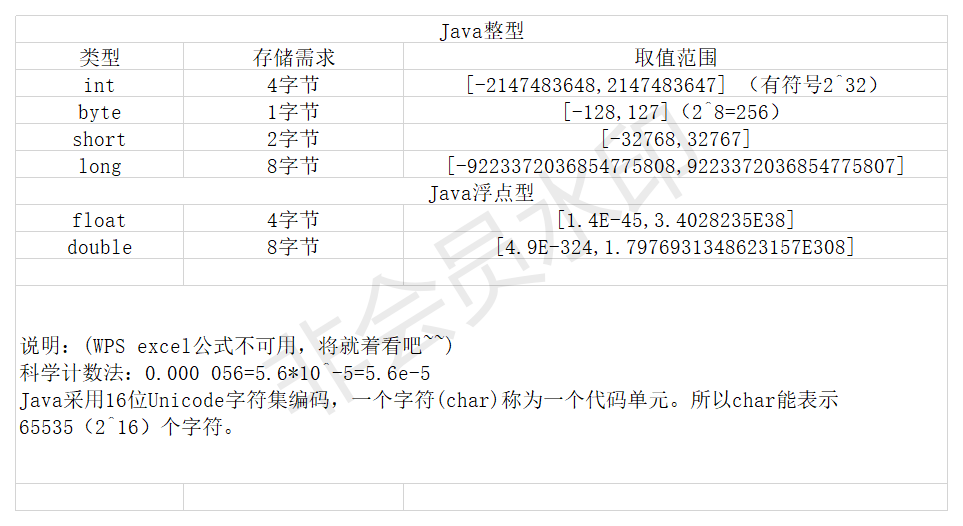 Java整型
类型 存储需求 取值范围
int 4字节 [-2147483648,2147483647] （有符号2^32）
byte 1字节 [-128,127]（2^8=256）
short 2字节 [-32768,32767]
long 8字节 [-9223372036854775808,9223372036854775807]
Java浮点型
float 4字节 [1.4E-45,3.4028235E38]
double 8字节 [4.9E-324,1.7976931348623157E308]
说明：(WPS excel公式不可用，将就着看吧~~)
科学计数法：0.000 056=5.6*10^-5=5.6e-5
Java采用16位Unicode字符集编码，一个字符(char)称为一个代码单元。所以char能表示
65535（2^16）个字符。
非会员水印